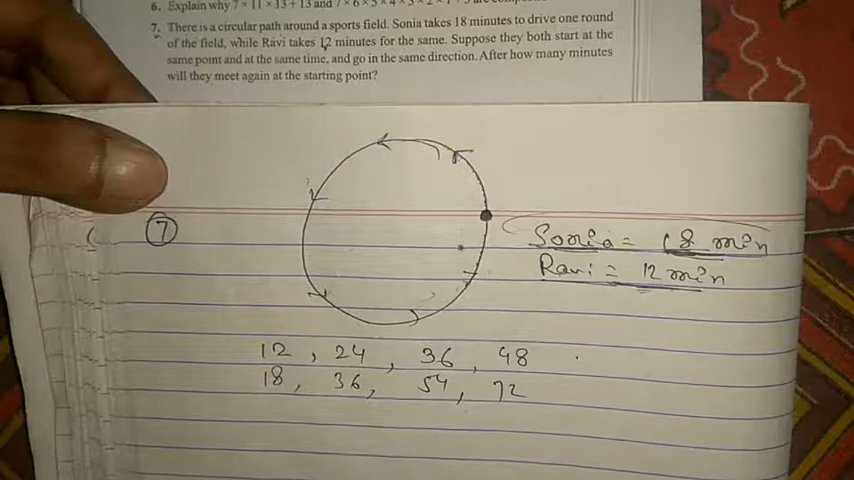 6. Explain why 7 × 11 × 13 + 13 and 7 × 6 × 5 × 4 × 3 × 2 × 1 + 5 are
7. There is a circular path around a sports field. Sonia takes 18 minutes to drive one round
of the field, while Ravi takes 12 minutes for the same. Suppose they both start at the
same point and at the same time, and go in the same direction. After how many minutes
will they meet again at the starting point?
7
Sonia = 18 min
Ravi = 12 min
12, 24, 36, 48
18, 36, 54, 72